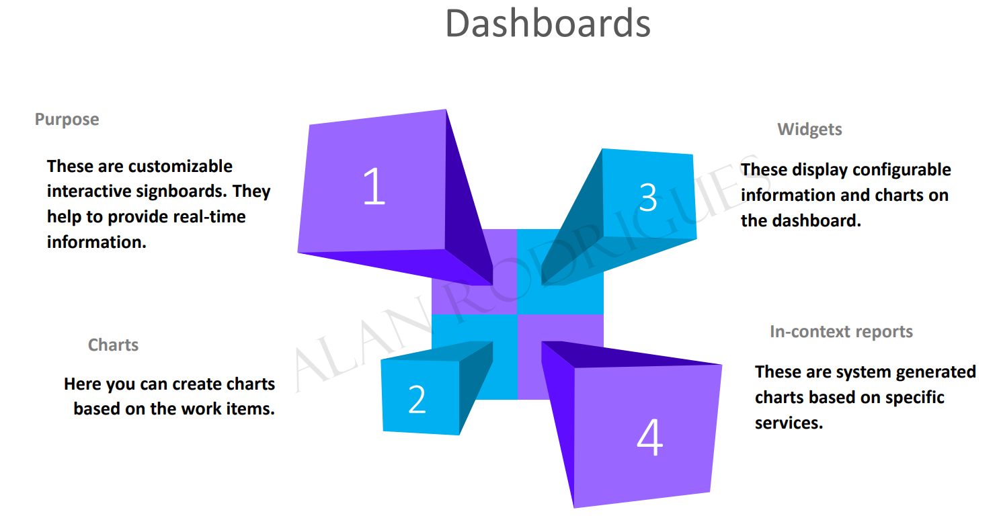 Dashboards
Purpose
These are customizable
interactive signboards. They
help to provide real-time
information.
1
Charts
Here you can create charts
based on the work items.
2
Widgets
These display configurable
information and charts on
the dashboard.
3
In-context reports
These are system generated
charts based on specific
services.
4
ALAN RODRIGUES